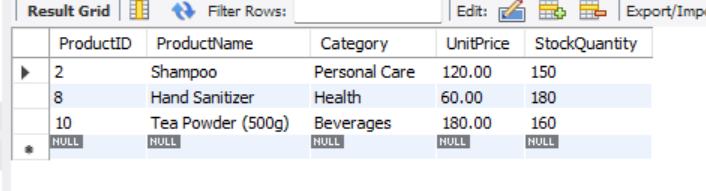 Result Grid Filter Rows: Edit: Export/Impo
ProductID ProductName Category UnitPrice StockQuantity
2 Shampoo Personal Care 120.00 150
8 Hand Sanitizer Health 60.00 180
10 Tea Powder (500g) Beverages 180.00 160
NULL NULL NULL NULL NULL